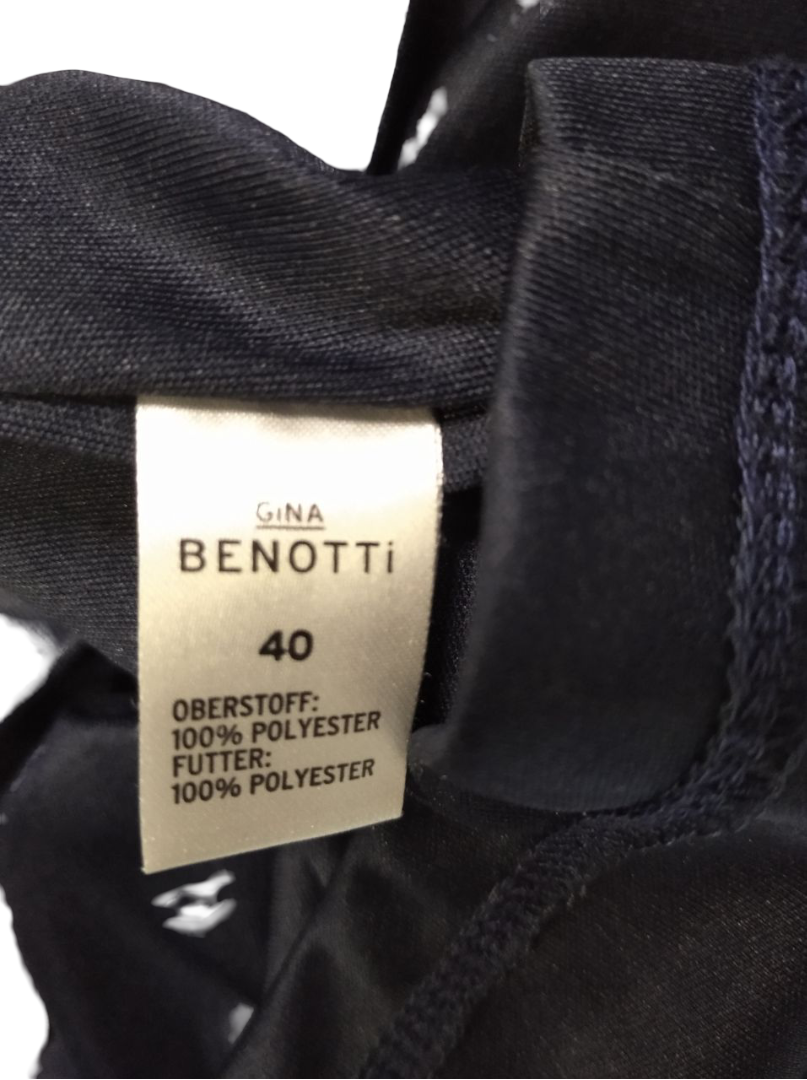 GiNA
BENOTTi
40
OBERSTOFF:
100% POLYESTER
FUTTER:
100% POLYESTER